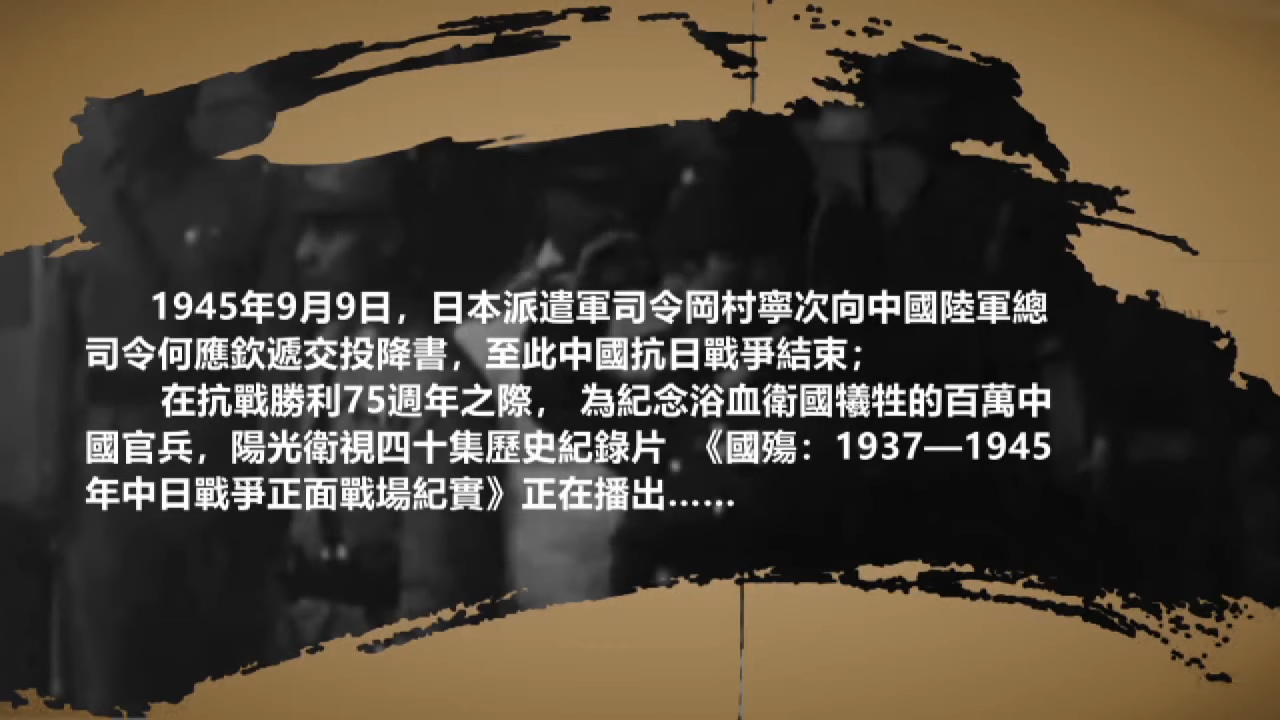 1945年9月9日，日本派遣軍司令岡村寧次向中國陸軍總
司令何應欽遞交投降書，至此中國抗日戰爭結束；
在抗戰勝利75週年之際， 為紀念浴血衛國犧牲的百萬中
國官兵，陽光衛視四十集歷史紀錄片 《國殤：1937—1945
年中日戰爭正面戰場紀實》正在播出……